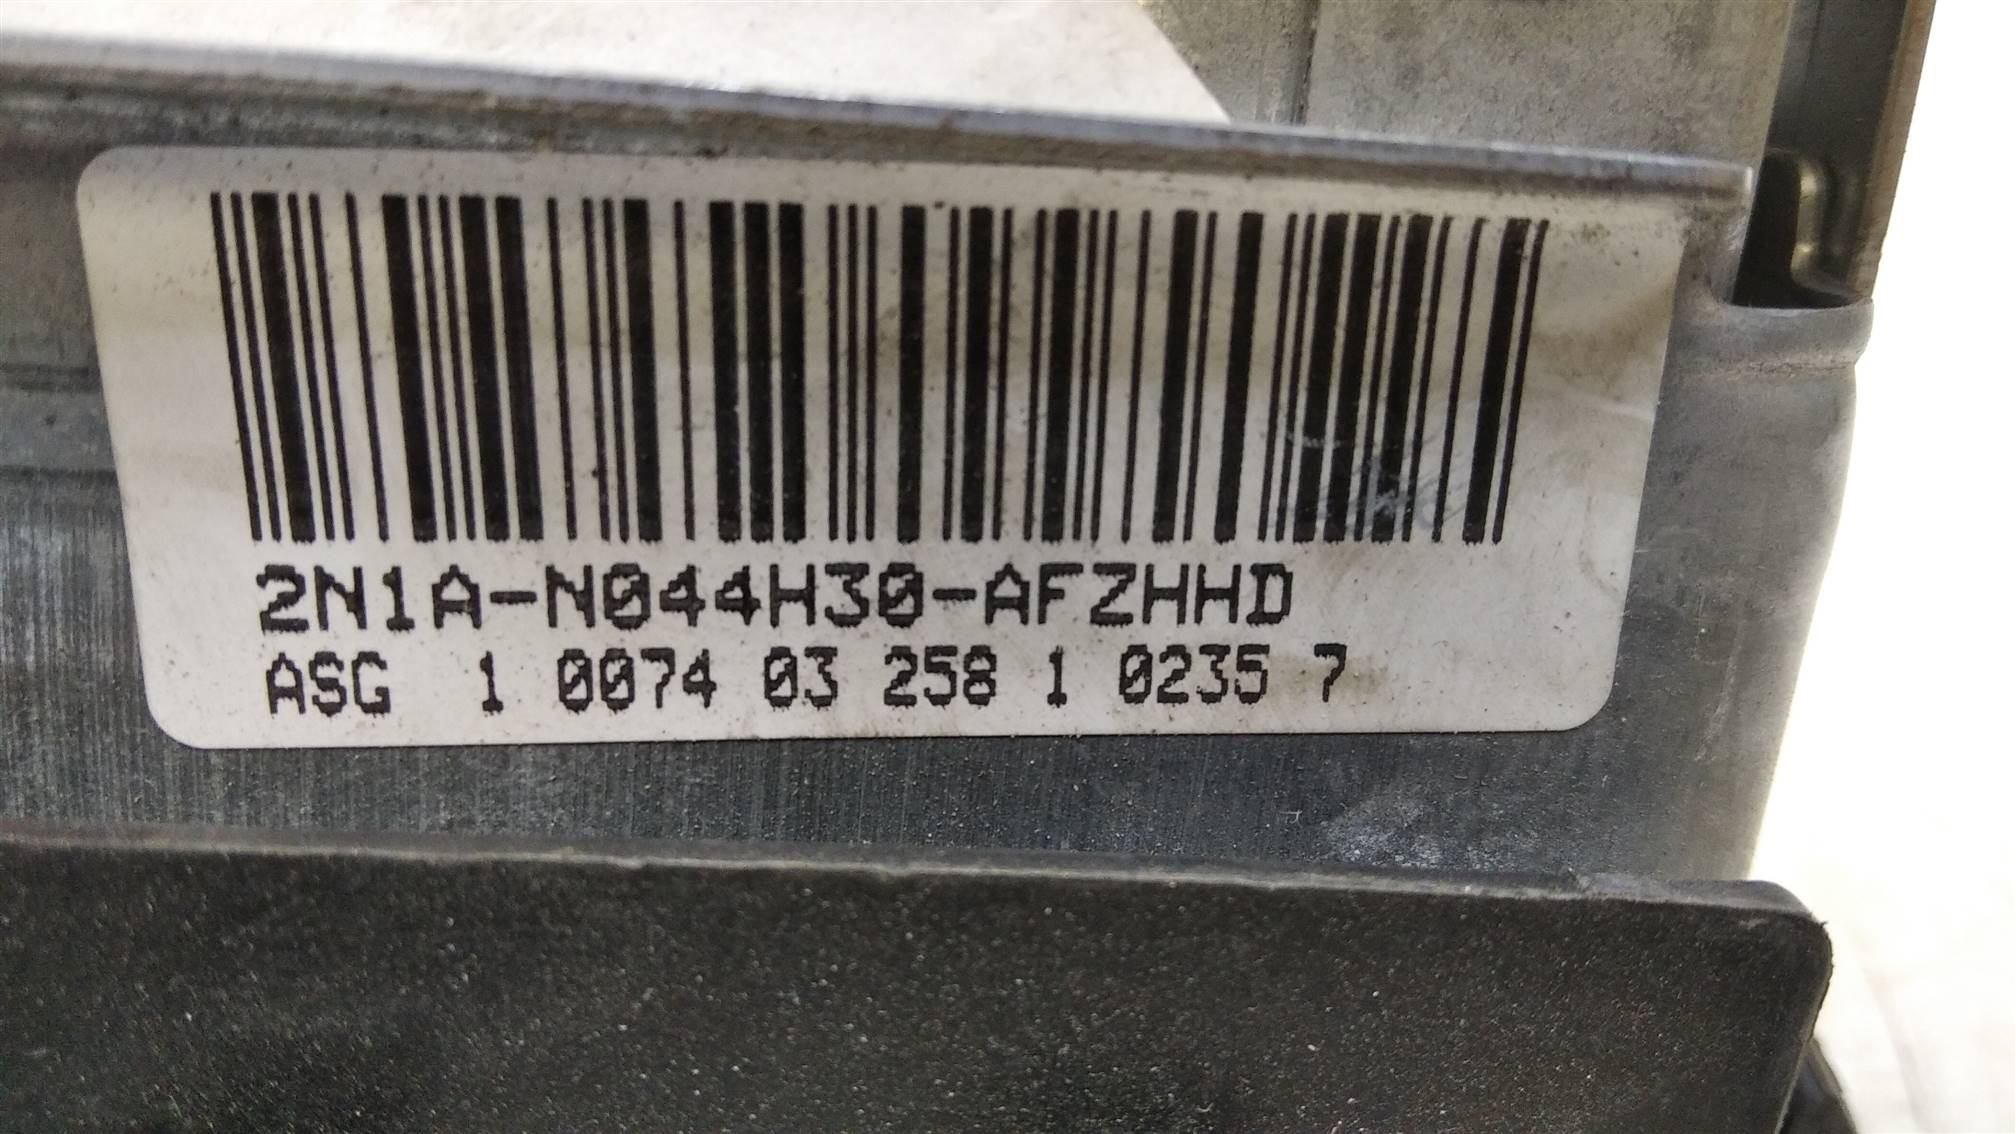 2N1A-N044H30-AFZHHD
ASG 1 0074 03 258 1 0235 7